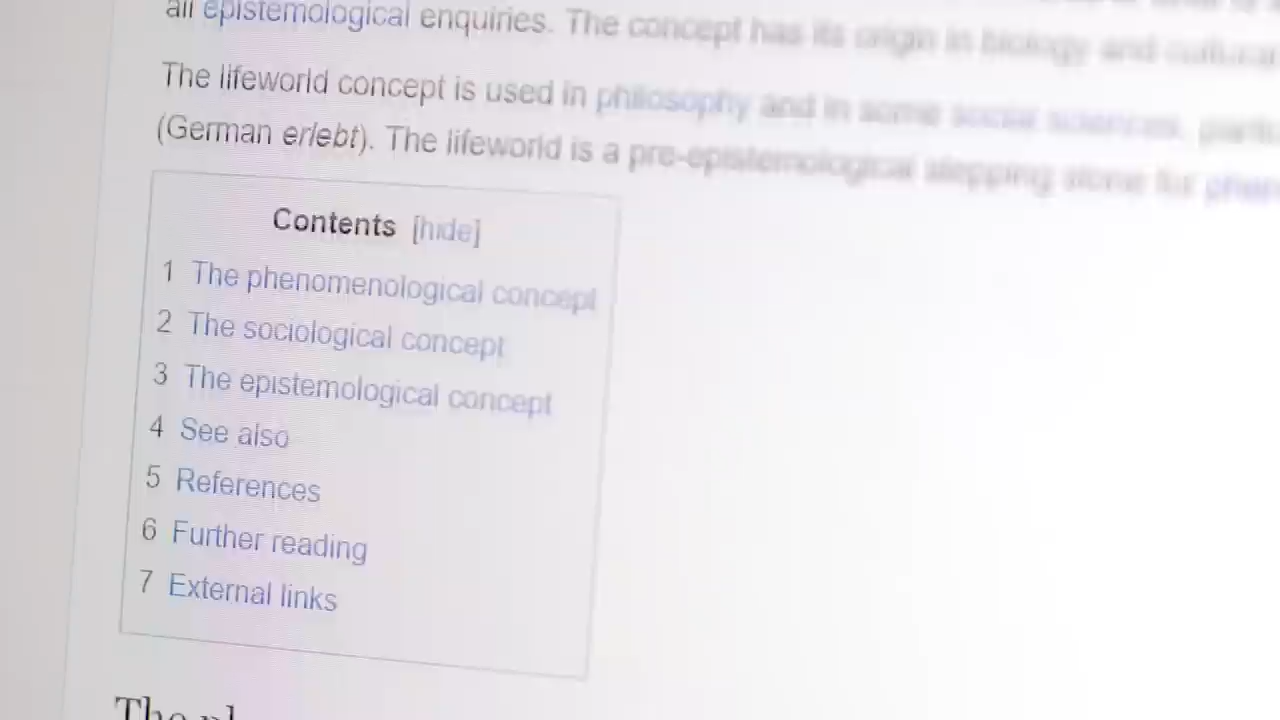 all epistemological enquiries. The concept has its origin in biology and cultural
The lifeworld concept is used in philosophy and in some social sciences,
(German erlebt). The lifeworld is a pre-epistemological stepping stone for
Contents [hide]
1 The phenomenological concept
2 The sociological concept
3 The epistemological concept
4 See also
5 References
6 Further reading
7 External links
The